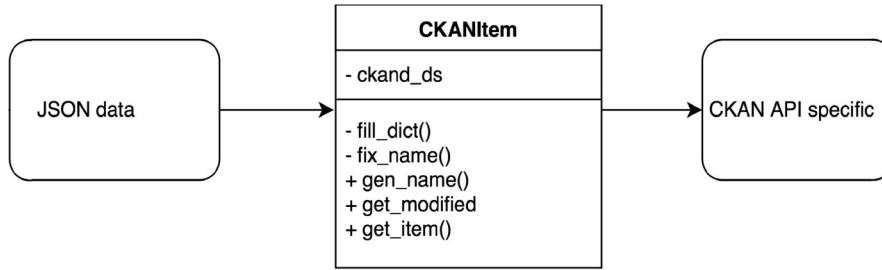 JSON data
CKANItem
- ckand_ds
- fill_dict()
- fix_name()
+ gen_name()
+ get_modified
+ get_item()
CKAN API specific